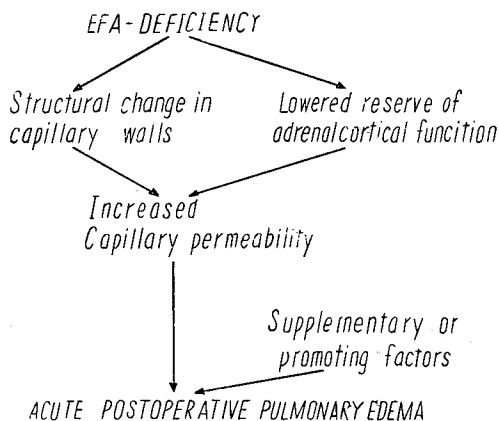 EFA-DEFICIENCY
Structural change in
capillary walls
Lowered reserve of
adrenalcortical funcition
Increased
Capillary permeability
Supplementary or
promoting factors
ACUTE POSTOPERATIVE PULMONARY EDEMA